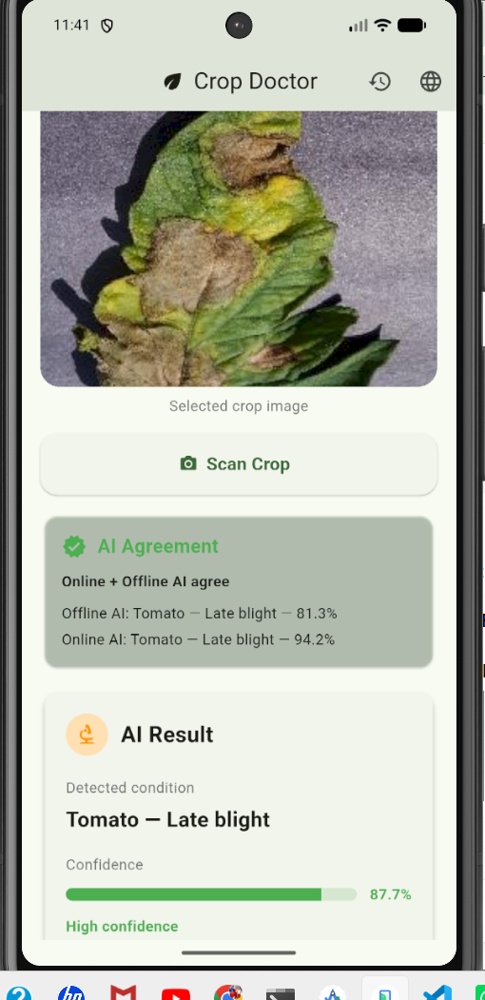 11:41
Crop Doctor
Selected crop image
Scan Crop
AI Agreement
Online + Offline AI agree
Offline AI: Tomato — Late blight — 81.3%
Online AI: Tomato — Late blight — 94.2%
AI Result
Detected condition
Tomato — Late blight
Confidence
87.7%
High confidence
?
hp